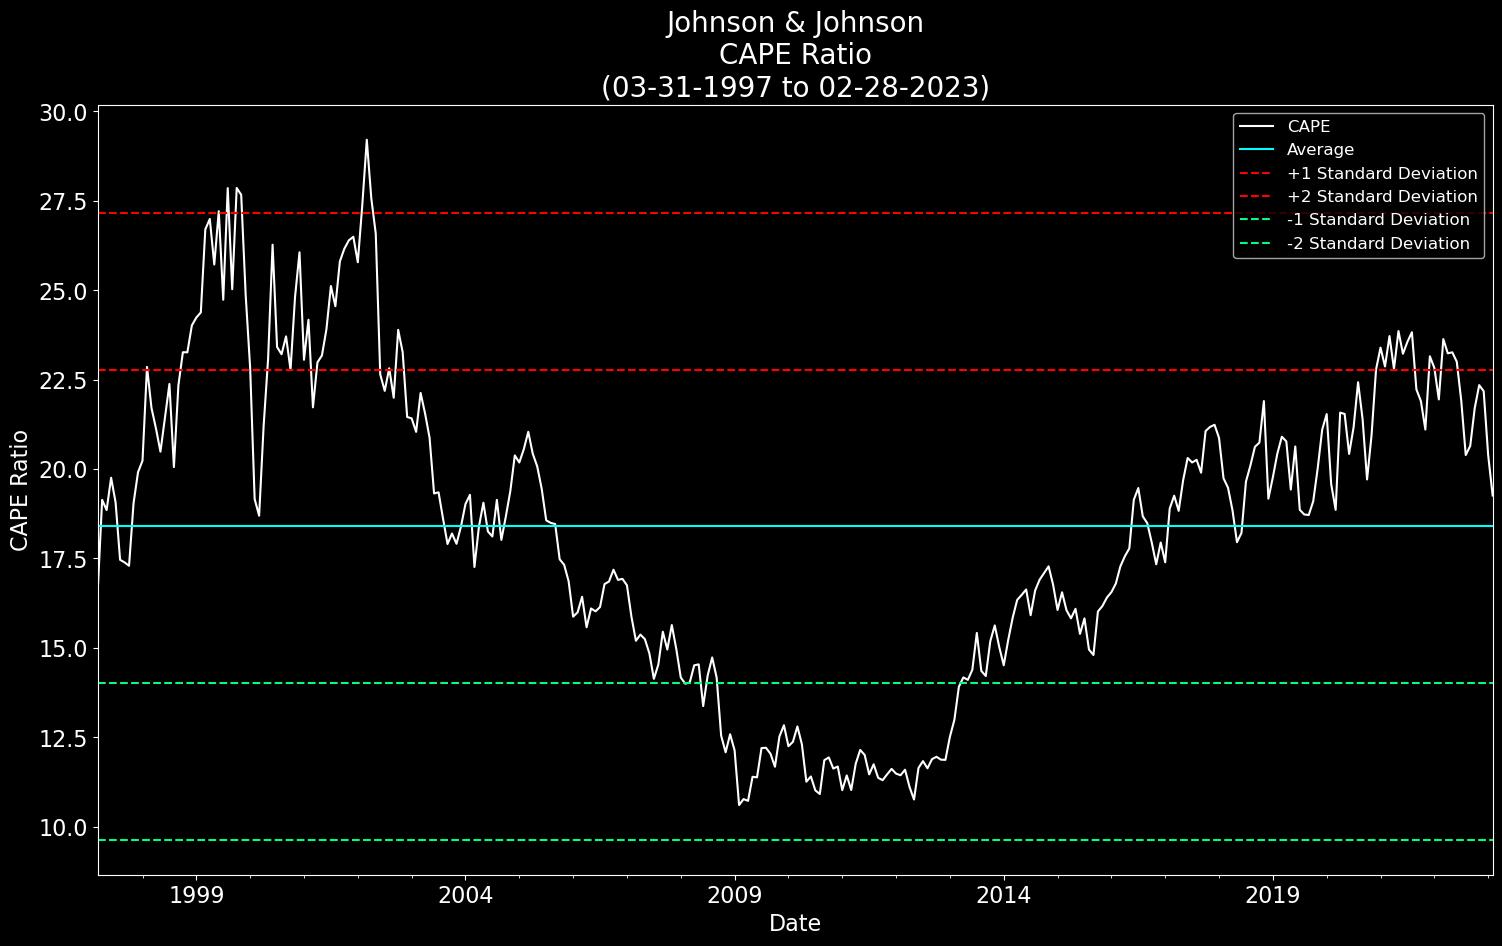 Johnson & Johnson
CAPE Ratio
(03-31-1997 to 02-28-2023)
CAPE
Average
+1 Standard Deviation
+2 Standard Deviation
-1 Standard Deviation
-2 Standard Deviation
30.0
27.5
25.0
22.5
20.0
17.5
15.0
12.5
10.0
CAPE Ratio
1999 2004 2009 2014 2019
Date